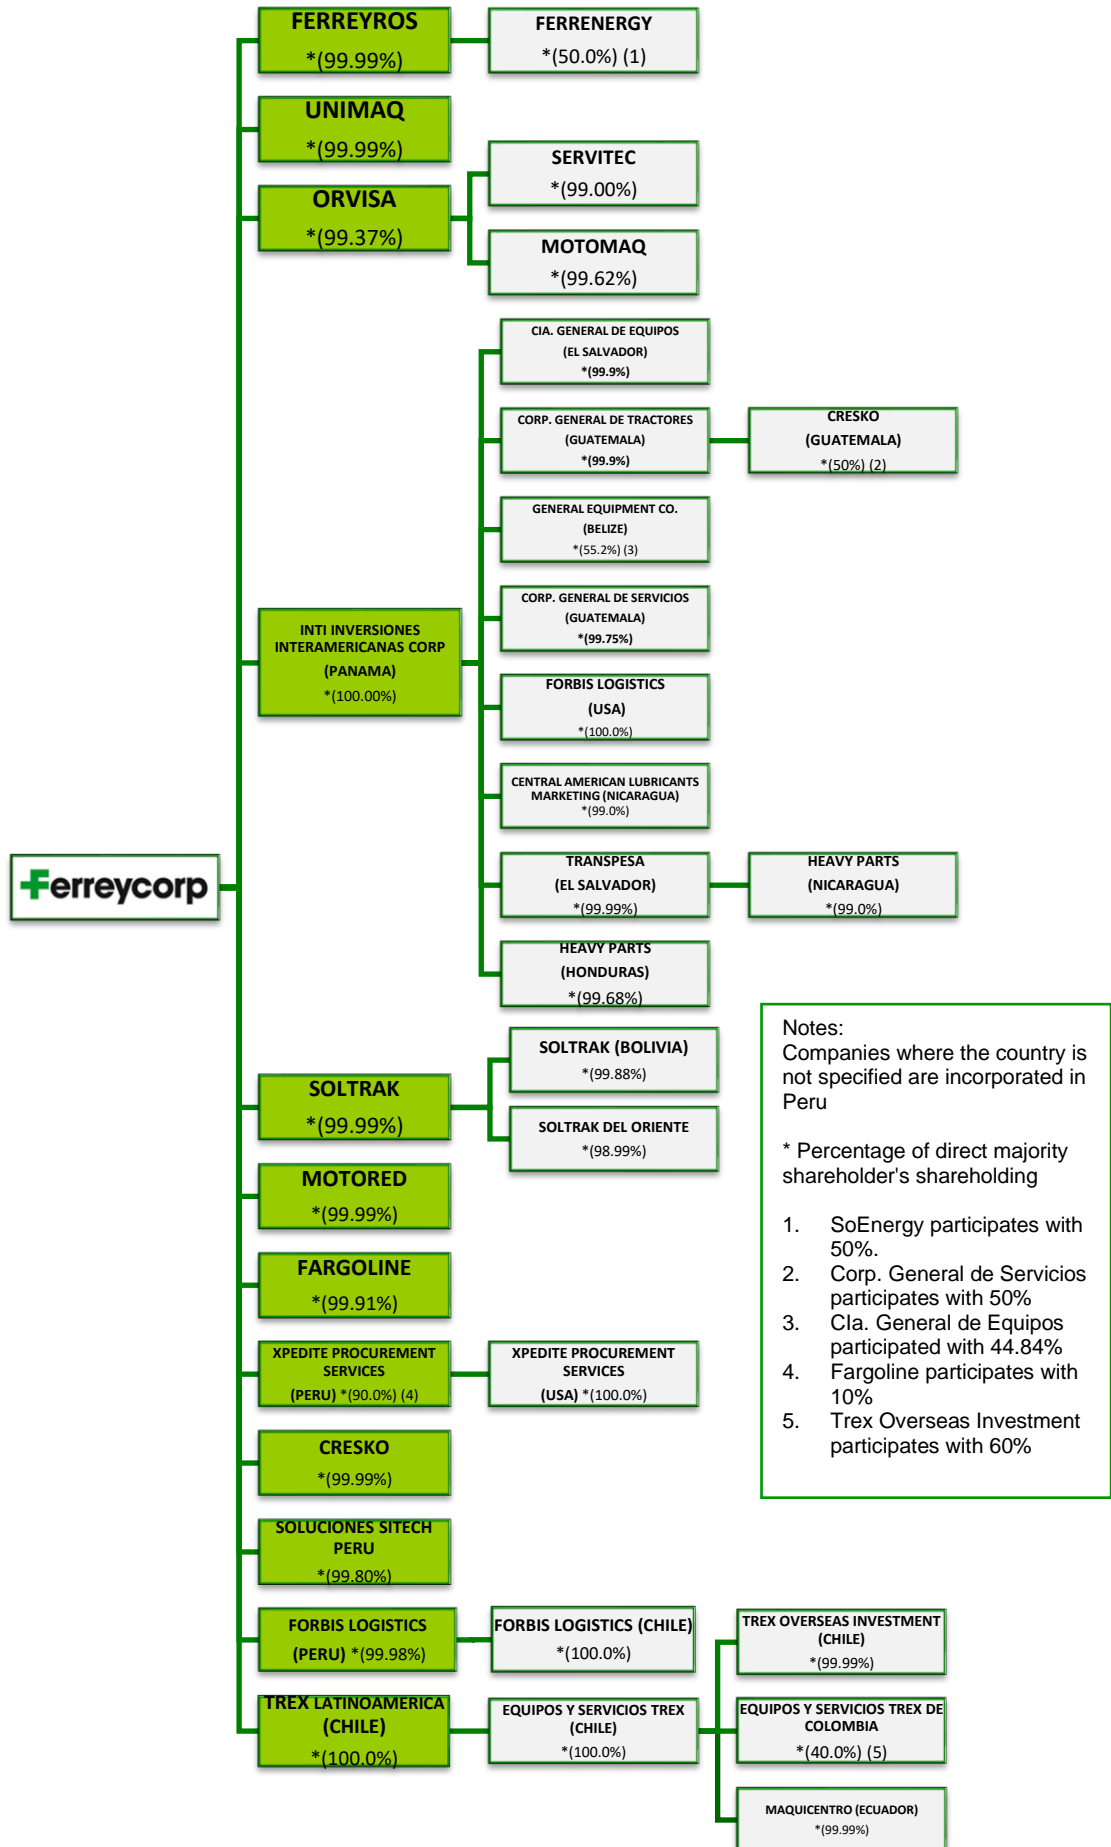 FERREYROS
*(99.99%)
FERRENERGY
*(50.0%) (1)
UNIMAQ
*(99.99%)
ORVISA
*(99.37%)
SERVITEC
*(99.00%)
MOTOMAQ
*(99.62%)
INTI INVERSIONES
INTERAMERICANAS CORP
(PANAMA)
*(100.00%)
CIA. GENERAL DE EQUIPOS
(EL SALVADOR)
*(99.9%)
CORP. GENERAL DE TRACTORES
(GUATEMALA)
*(99.9%)
CRESKO
(GUATEMALA)
*(50%) (2)
GENERAL EQUIPMENT CO.
(BELIZE)
*(55.2%) (3)
CORP. GENERAL DE SERVICIOS
(GUATEMALA)
*(99.75%)
FORBIS LOGISTICS
(USA)
*(100.0%)
CENTRAL AMERICAN LUBRICANTS
MARKETING (NICARAGUA)
*(99.0%)
TRANSPESA
(EL SALVADOR)
*(99.99%)
HEAVY PARTS
(NICARAGUA)
*(99.0%)
HEAVY PARTS
(HONDURAS)
*(99.68%)
Ferreycorp
SOLTRAK
*(99.99%)
SOLTRAK (BOLIVIA)
*(99.88%)
SOLTRAK DEL ORIENTE
*(98.99%)
MOTORED
*(99.99%)
FARGOLINE
*(99.91%)
XPEDITE PROCUREMENT
SERVICES
(PERU) *(90.0%) (4)
XPEDITE PROCUREMENT
SERVICES
(USA) *(100.0%)
CRESKO
*(99.99%)
SOLUCIONES SITECH
PERU
*(99.80%)
FORBIS LOGISTICS
(PERU) *(99.98%)
FORBIS LOGISTICS (CHILE)
*(100.0%)
TREX LATINOAMERICA
(CHILE)
*(100.0%)
EQUIPOS Y SERVICIOS TREX
(CHILE)
*(100.0%)
TREX OVERSEAS INVESTMENT
(CHILE)
*(99.99%)
EQUIPOS Y SERVICIOS TREX DE
COLOMBIA
*(40.0%) (5)
MAQUICENTRO (ECUADOR)
*(99.99%)
Notes:
Companies where the country is
not specified are incorporated in
Peru
* Percentage of direct majority
shareholder's shareholding
1. SoEnergy participates with
50%.
2. Corp. General de Servicios
participates with 50%
3. CIa. General de Equipos
participated with 44.84%
4. Fargoline participates with
10%
5. Trex Overseas Investment
participates with 60%